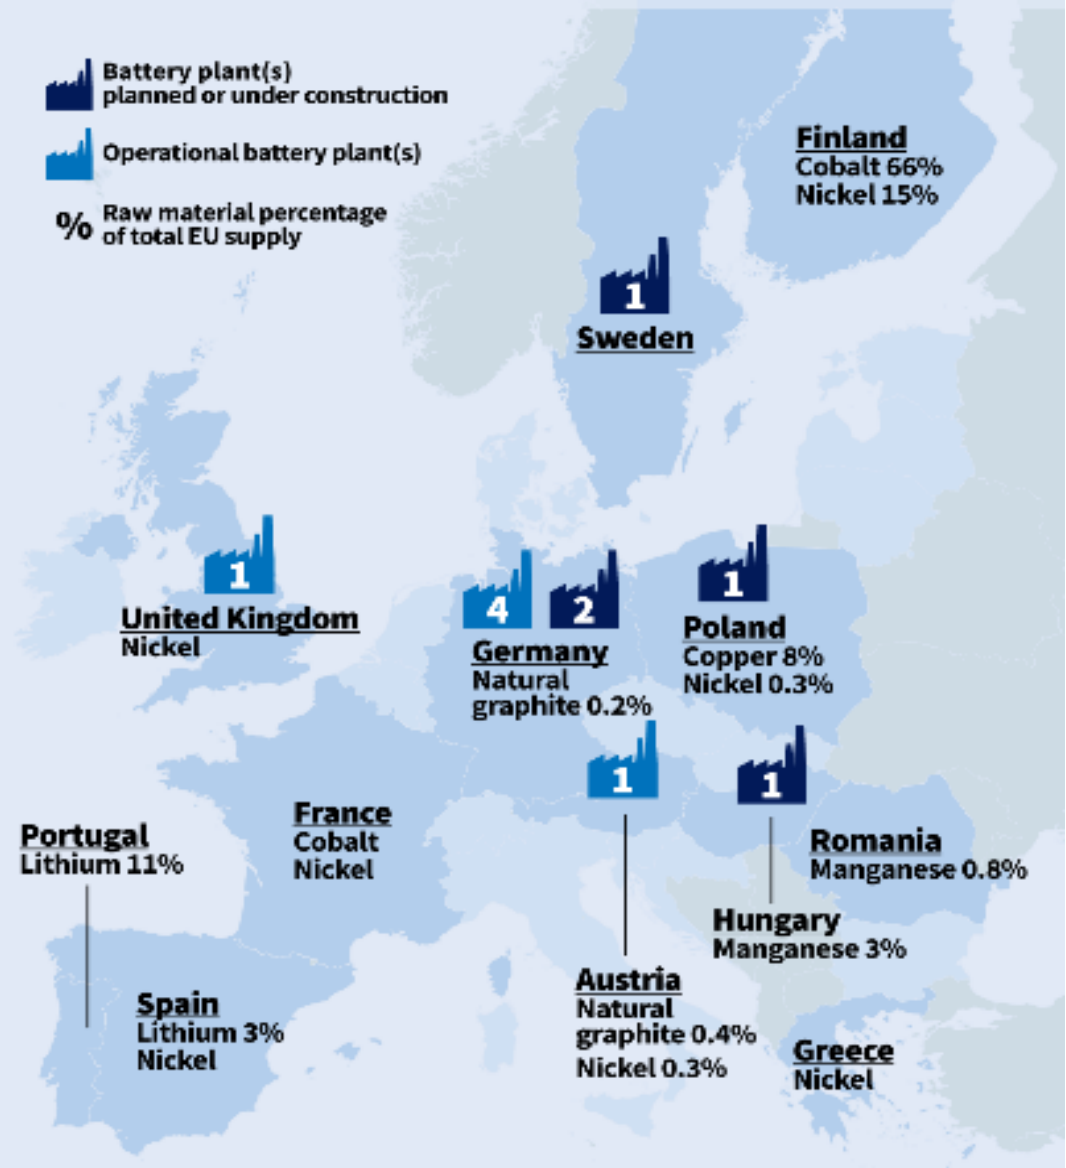 Battery plant(s)
planned or under construction
Operational battery plant(s)
%
Raw material percentage
of total EU supply
Finland
Cobalt 66%
Nickel 15%
1
Sweden
1
United Kingdom
Nickel
4
2
Germany
Natural
graphite 0.2%
1
Poland
Copper 8%
Nickel 0.3%
1
1
France
Cobalt
Nickel
Portugal
Lithium 11%
Romania
Manganese 0.8%
Hungary
Manganese 3%
Austria
Natural
graphite 0.4%
Nickel 0.3%
Spain
Lithium 3%
Nickel
Greece
Nickel